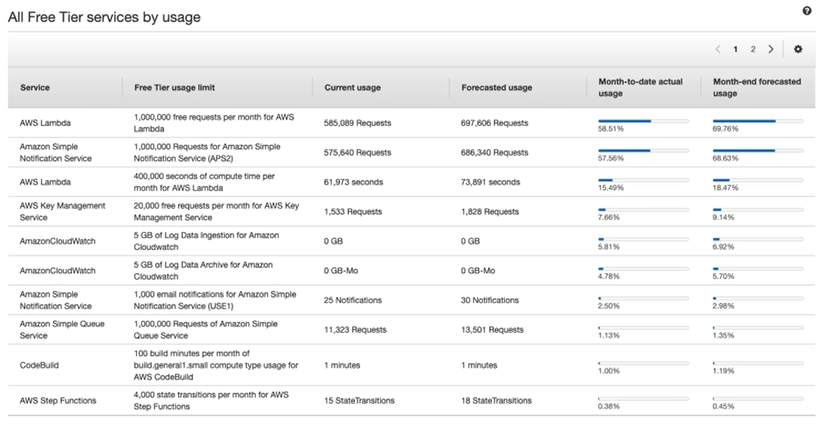 All Free Tier services by usage
1 2
Service Free Tier usage limit Current usage Forecasted usage Month-to-date actual Month-end forecasted
usage usage
AWS Lambda 1,000,000 free requests per month for AWS 585,089 Requests 697,606 Requests
Lambda 58.51% 69.76%
Amazon Simple 1,000,000 Requests for Amazon Simple 575,640 Requests 686,340 Requests
Notification Service Notification Service (APS2) 57.56% 68.63%
AWS Lambda 400,000 seconds of compute time per 61,973 seconds 73,891 seconds
month for AWS Lambda 15.49% 18.47%
AWS Key Management 20,000 free requests per month for AWS Key 1,533 Requests 1,828 Requests
Service Management Service 7.66% 9.14%
AmazonCloudWatch 5 GB of Log Data Ingestion for Amazon 0 GB 0 GB
Cloudwatch 5.81% 6.92%
AmazonCloudWatch 5 GB of Log Data Archive for Amazon 0 GB-Mo 0 GB-Mo
Cloudwatch 4.78% 5.70%
Amazon Simple 1,000 email notifications for Amazon Simple 25 Notifications 30 Notifications
Notification Service Notification Service (USE1) 2.50% 2.98%
Amazon Simple Queue 1,000,000 Requests of Amazon Simple 11,323 Requests 13,501 Requests
Service Queue Service 1.13% 1.35%
100 build minutes per month of
CodeBuild build.general1.small compute type usage for 1 minutes 1 minutes
AWS CodeBuild 1.00% 1.19%
AWS Step Functions 4,000 state transitions per month for AWS 15 StateTransitions 18 StateTransitions
Step Functions 0.38% 0.45%